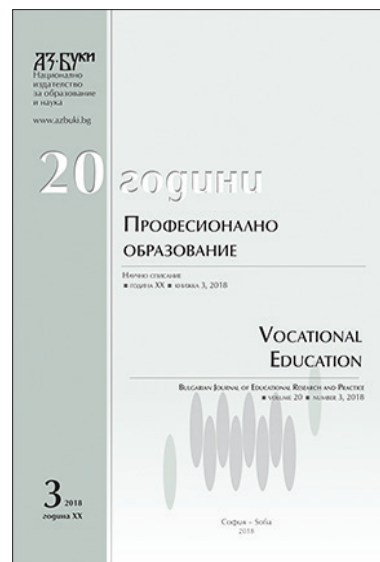 АЗ·БУКИ
Национално
издателство
за образование
и наука
www.azbuki.bg
20 години
ПРОФЕСИОНАЛНО
ОБРАЗОВАНИЕ
НАУЧНО СПИСАНИЕ
■ ГОДИНА XX ■ КНИЖКА 3, 2018
VOCATIONAL
EDUCATION
BULGARIAN JOURNAL OF EDUCATIONAL RESEARCH AND PRACTICE
■ VOLUME 20 ■ NUMBER 3, 2018
3 2018
година XX
София – Sofia
2018